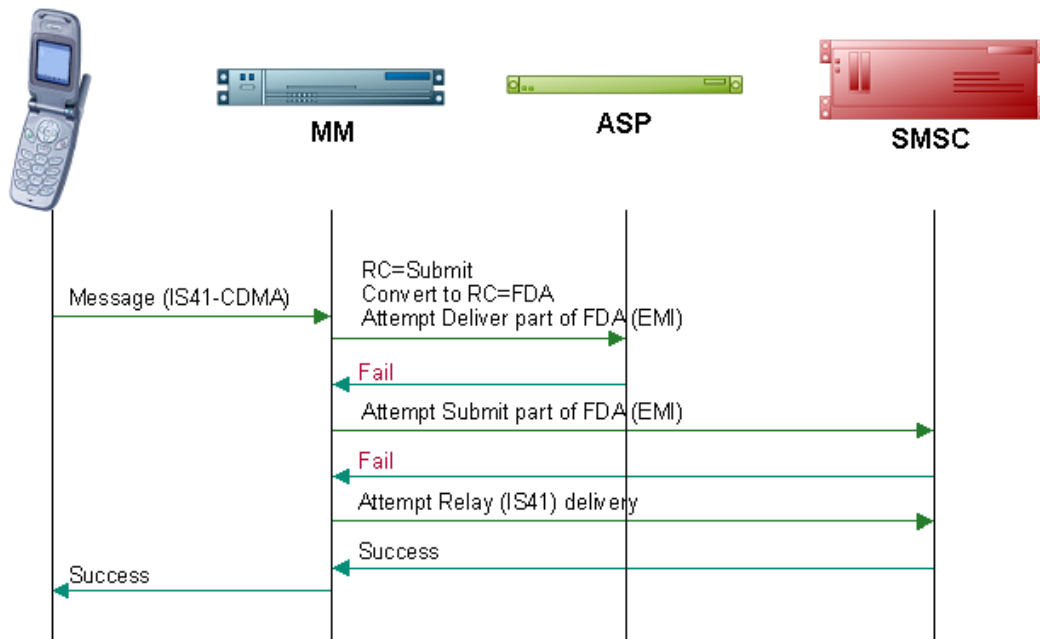 MM
ASP
SMSC
Message (IS41-CDMA)
RC=Submit
Convert to RC=FDA
Attempt Deliver part of FDA (EMI)
Fail
Attempt Submit part of FDA (EMI)
Fail
Attempt Relay (IS41) delivery
Success
Success